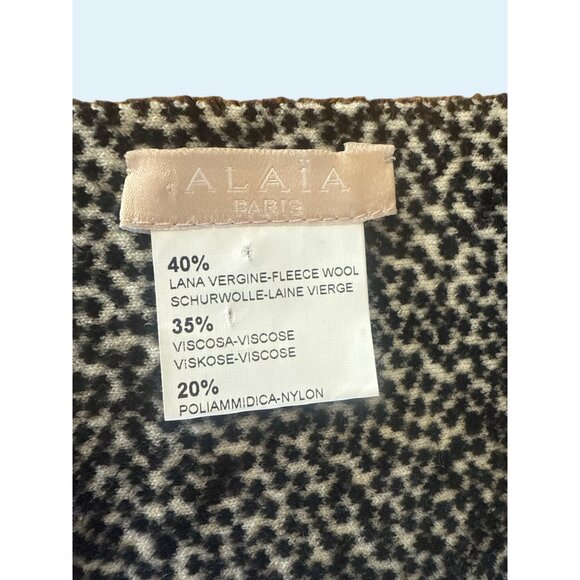 ALAÏA
PARIS
40%
LANA VERGINE-FLEECE WOOL
SCHURWOLLE-LAINE VIERGE
35%
VISCOSA-VISCOSE
VISKOSE-VISCOSE
20%
POLIAMMIDICA-NYLON